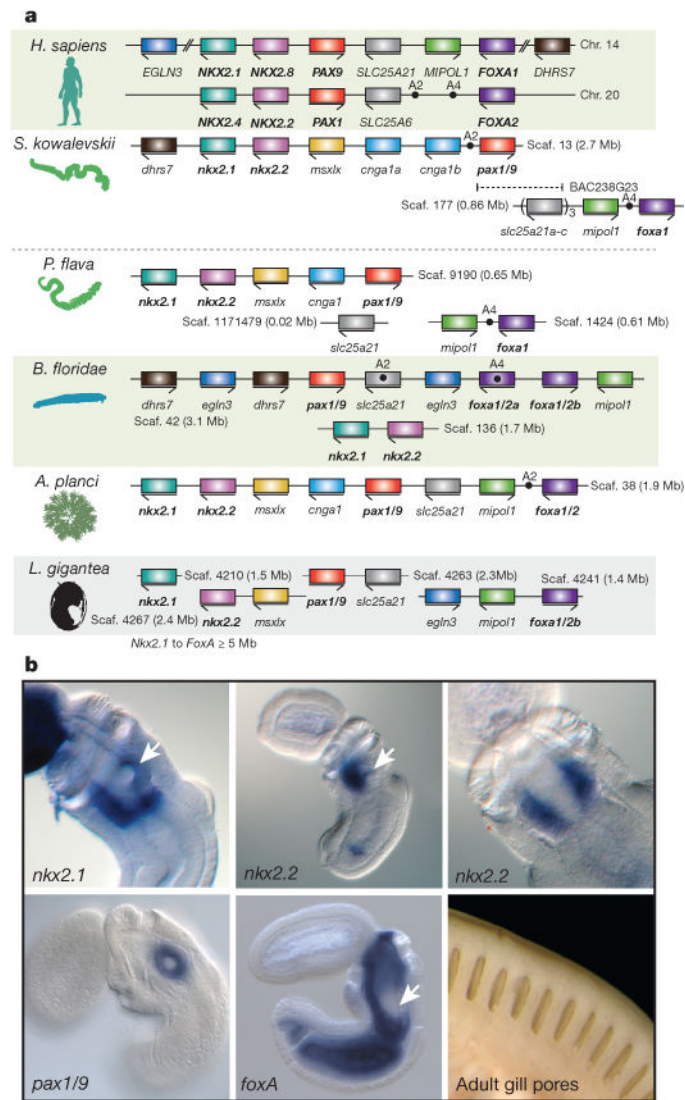 a
H. sapiens
Chr. 14
EGLN3 NKX2.1 NKX2.8 PAX9 SLC25A21 MIPOL1 FOXA1 DHRS7
A2 A4
Chr. 20
NKX2.4 NKX2.2 PAX1 SLC25A6 FOXA2
S. kowalevskii
A2
Scaf. 13 (2.7 Mb)
dhrs7 nkx2.1 nkx2.2 msxlx cnga1a cnga1b pax1/9
BAC238G23
Scaf. 177 (0.86 Mb)
A4
3
slc25a21a-c mipol1 foxa1
P. flava
Scaf. 9190 (0.65 Mb)
nkx2.1 nkx2.2 msxlx cnga1 pax1/9
Scaf. 1171479 (0.02 Mb)
A4
Scaf. 1424 (0.61 Mb)
slc25a21 mipol1 foxa1
B. floridae
A2 A4
dhrs7 egln3 dhrs7 pax1/9 slc25a21 egln3 foxa1/2a foxa1/2b mipol1
Scaf. 42 (3.1 Mb)
Scaf. 136 (1.7 Mb)
nkx2.1 nkx2.2
A. planci
A2
Scaf. 38 (1.9 Mb)
nkx2.1 nkx2.2 msxlx cnga1 pax1/9 slc25a21 mipol1 foxa1/2
L. gigantea
Scaf. 4210 (1.5 Mb)
Scaf. 4263 (2.3Mb)
Scaf. 4241 (1.4 Mb)
nkx2.1 pax1/9 slc25a21
Scaf. 4267 (2.4 Mb)
nkx2.2 msxlx egln3 mipol1 foxa1/2b
Nkx2.1 to FoxA ≥ 5 Mb
b
nkx2.1
nkx2.2
nkx2.2
pax1/9
foxA
Adult gill pores